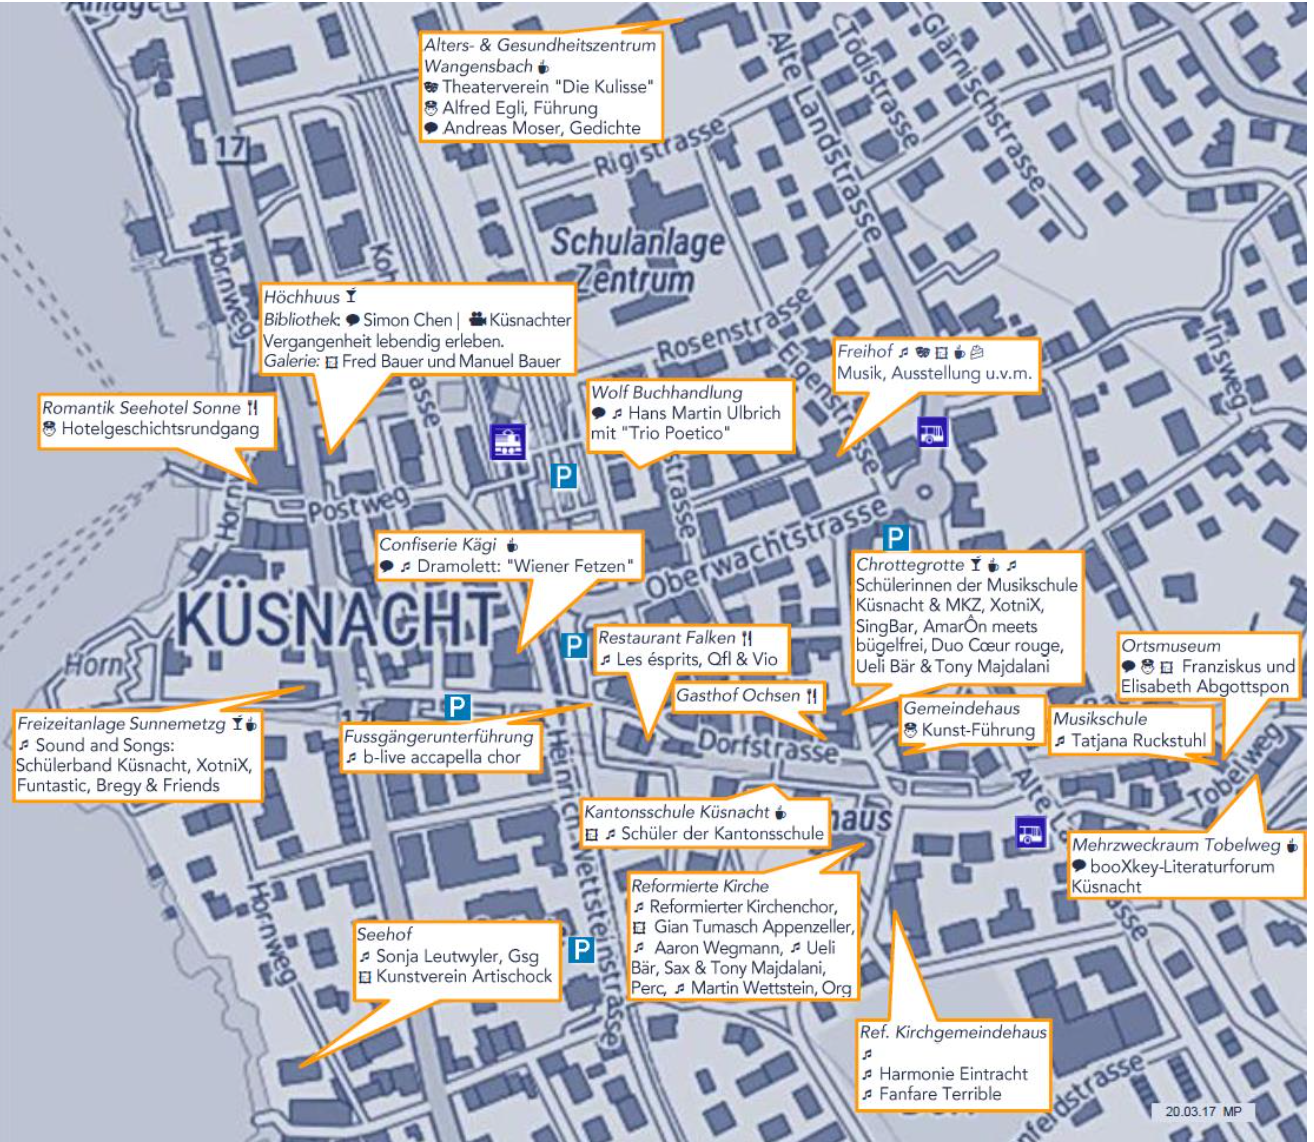 Anlage
Alters- & Gesundheitszentrum
Wangensbach
Theaterverein "Die Kulisse"
Alfred Egli, Führung
Andreas Moser, Gedichte
Alte Landstrasse
Tödistrasse
Glärnischstrasse
17
Rigistrasse
Schulanlage
Zentrum
Hornweg
Höchhuus
Bibliothek: Simon Chen | Küsnachter
Vergangenheit lebendig erleben.
Galerie: Fred Bauer und Manuel Bauer
Rosenstrasse
Eigenstrasse
Irisweg
Freihof
Musik, Ausstellung u.v.m.
Romantik Seehotel Sonne
Hotelgeschichtsrundgang
Wolf Buchhandlung
Hans Martin Ulbrich
mit "Trio Poetico"
P
Postweg
Oberwachtstrasse
P
Confiserie Kägi
Dramolett: "Wiener Fetzen"
Chrottegrotte
Schülerinnen der Musikschule
Küsnacht & MKZ, XotniX,
SingBar, AmarÔn meets
bügelfrei, Duo Cœur rouge,
Ueli Bär & Tony Majdalani
KÜSNACHT
Horn
P
Restaurant Falken
Les ésprits, Qfl & Vio
Ortsmuseum
Franziskus und
Elisabeth Abgottspon
Gasthof Ochsen
P
Freizeitanlage Sunnemetzg
Sound and Songs:
Schülerband Küsnacht, XotniX,
Funtastic, Bregy & Friends
17
Fussgängerunterführung
b-live accapella chor
Gemeindehaus
Kunst-Führung
Musikschule
Tatjana Ruckstuhl
Dorfstrasse
Tobelweg
Kantonsschule Küsnacht
Schüler der Kantonsschule
haus
Mehrzweckraum Tobelweg
booXkey-Literaturforum
Küsnacht
Reformierte Kirche
Reformierter Kirchenchor,
Gian Tumasch Appenzeller,
Aaron Wegmann, Ueli
Bär, Sax & Tony Majdalani,
Perc, Martin Wettstein, Org
Hornweg
Seehof
Sonja Leutwyler, Gsg
Kunstverein Artischock
P
Ref. Kirchgemeindehaus
Harmonie Eintracht
Fanfare Terrible
20.03.17 MP